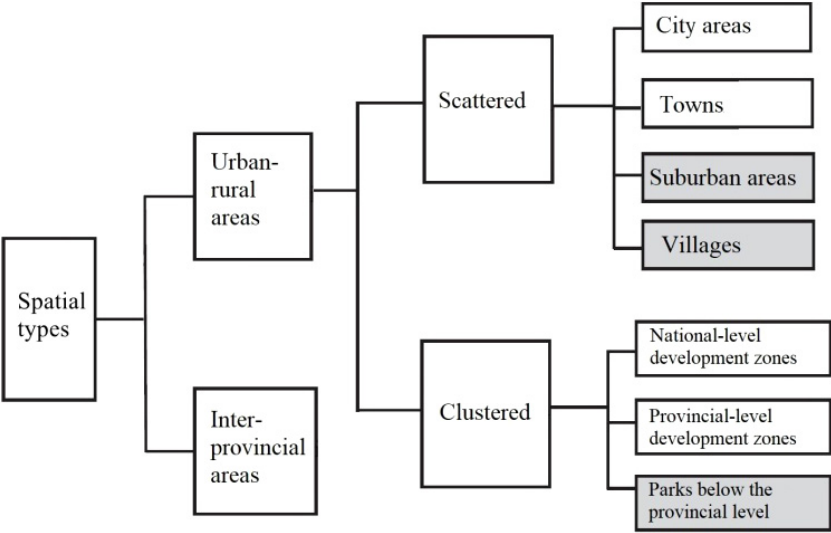 Spatial
types
Urban-
rural
areas
Inter-
provincial
areas
Scattered
Clustered
City areas
Towns
Suburban areas
Villages
National-level
development zones
Provincial-level
development zones
Parks below the
provincial level